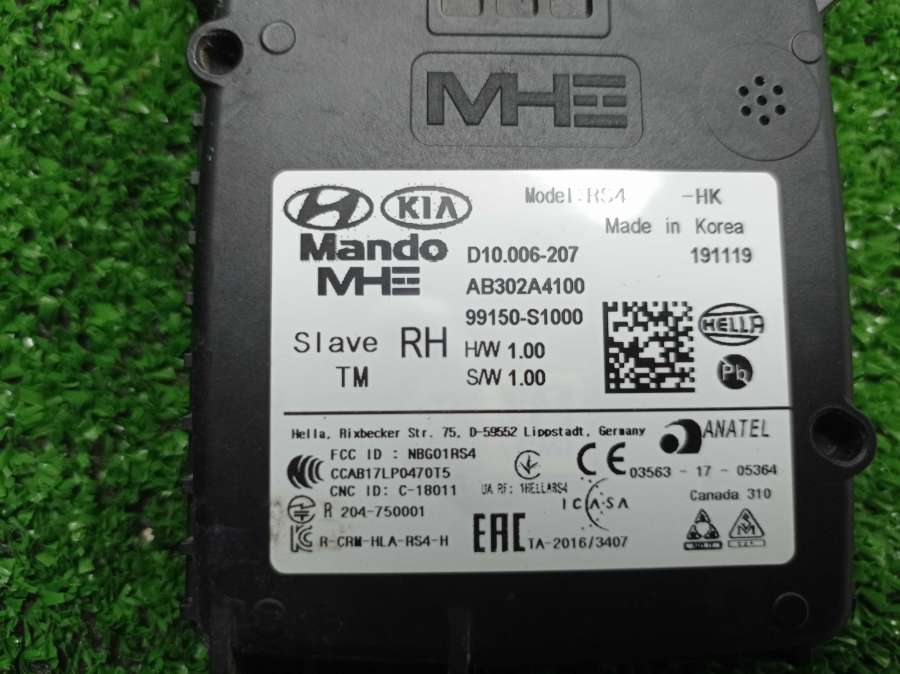 MHE
KIA
Model:RS4 -HK
Made in Korea
Mando
MHE
D10.006-207 191119
AB302A4100
99150-S1000
HELLA
Slave RH
TM
H/W 1.00
S/W 1.00
Pb
Hella, Rixbecker Str. 75, D-59552 Lippstadt, Germany
ANATEL
FCC ID : NBG01RS4
CCAB17LP0470T5
CNC ID: C-18011
UA RF: 1HELLARS4
CE
03563 - 17 - 05364
Canada 310
ICASA
R 204-750001
R-CRM-HLA-RS4-H
EAC
TA-2016/3407